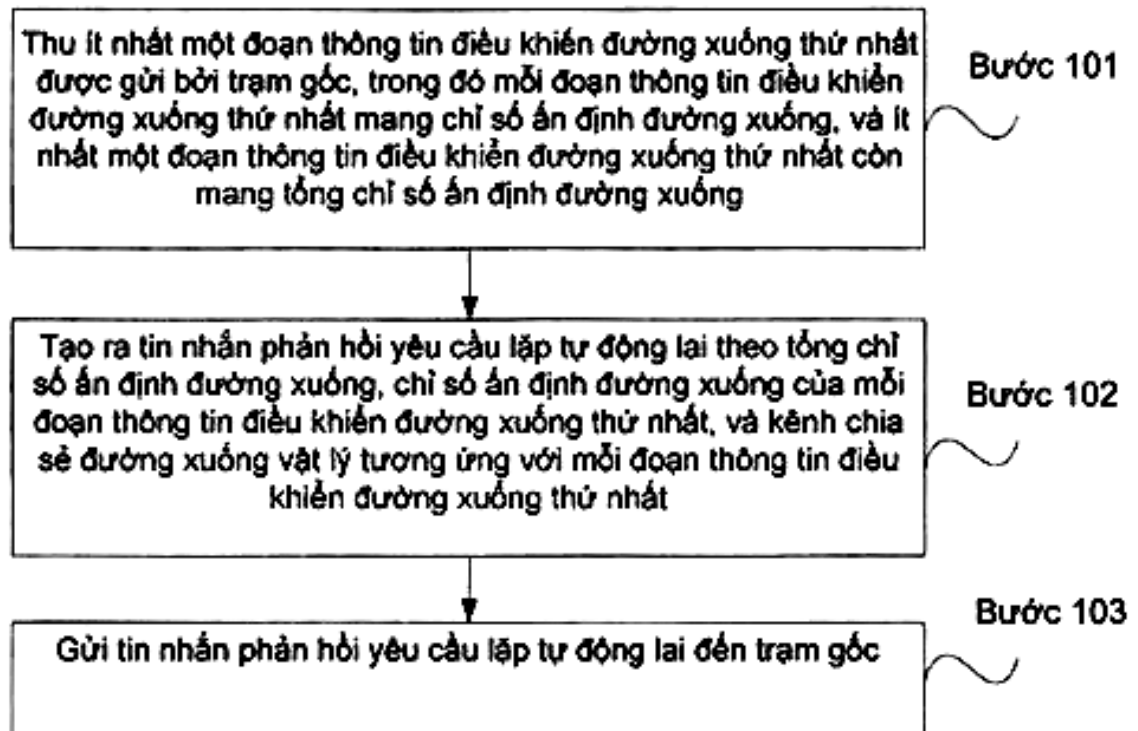 Thu ít nhất một đoạn thông tin điều khiển đường xuống thứ nhất
được gửi bởi trạm gốc, trong đó mỗi đoạn thông tin điều khiển
đường xuống thứ nhất mang chỉ số ấn định đường xuống, và ít
nhất một đoạn thông tin điều khiển đường xuống thứ nhất còn
mang tổng chỉ số ấn định đường xuống
Bước 101
Tạo ra tin nhắn phản hồi yêu cầu lặp tự động lai theo tổng chỉ
số ấn định đường xuống, chỉ số ấn định đường xuống của mỗi
đoạn thông tin điều khiển đường xuống thứ nhất, và kênh chia
sẻ đường xuống vật lý tương ứng với mỗi đoạn thông tin điều
khiển đường xuống thứ nhất
Bước 102
Bước 103
Gửi tin nhắn phản hồi yêu cầu lặp tự động lai đến trạm gốc